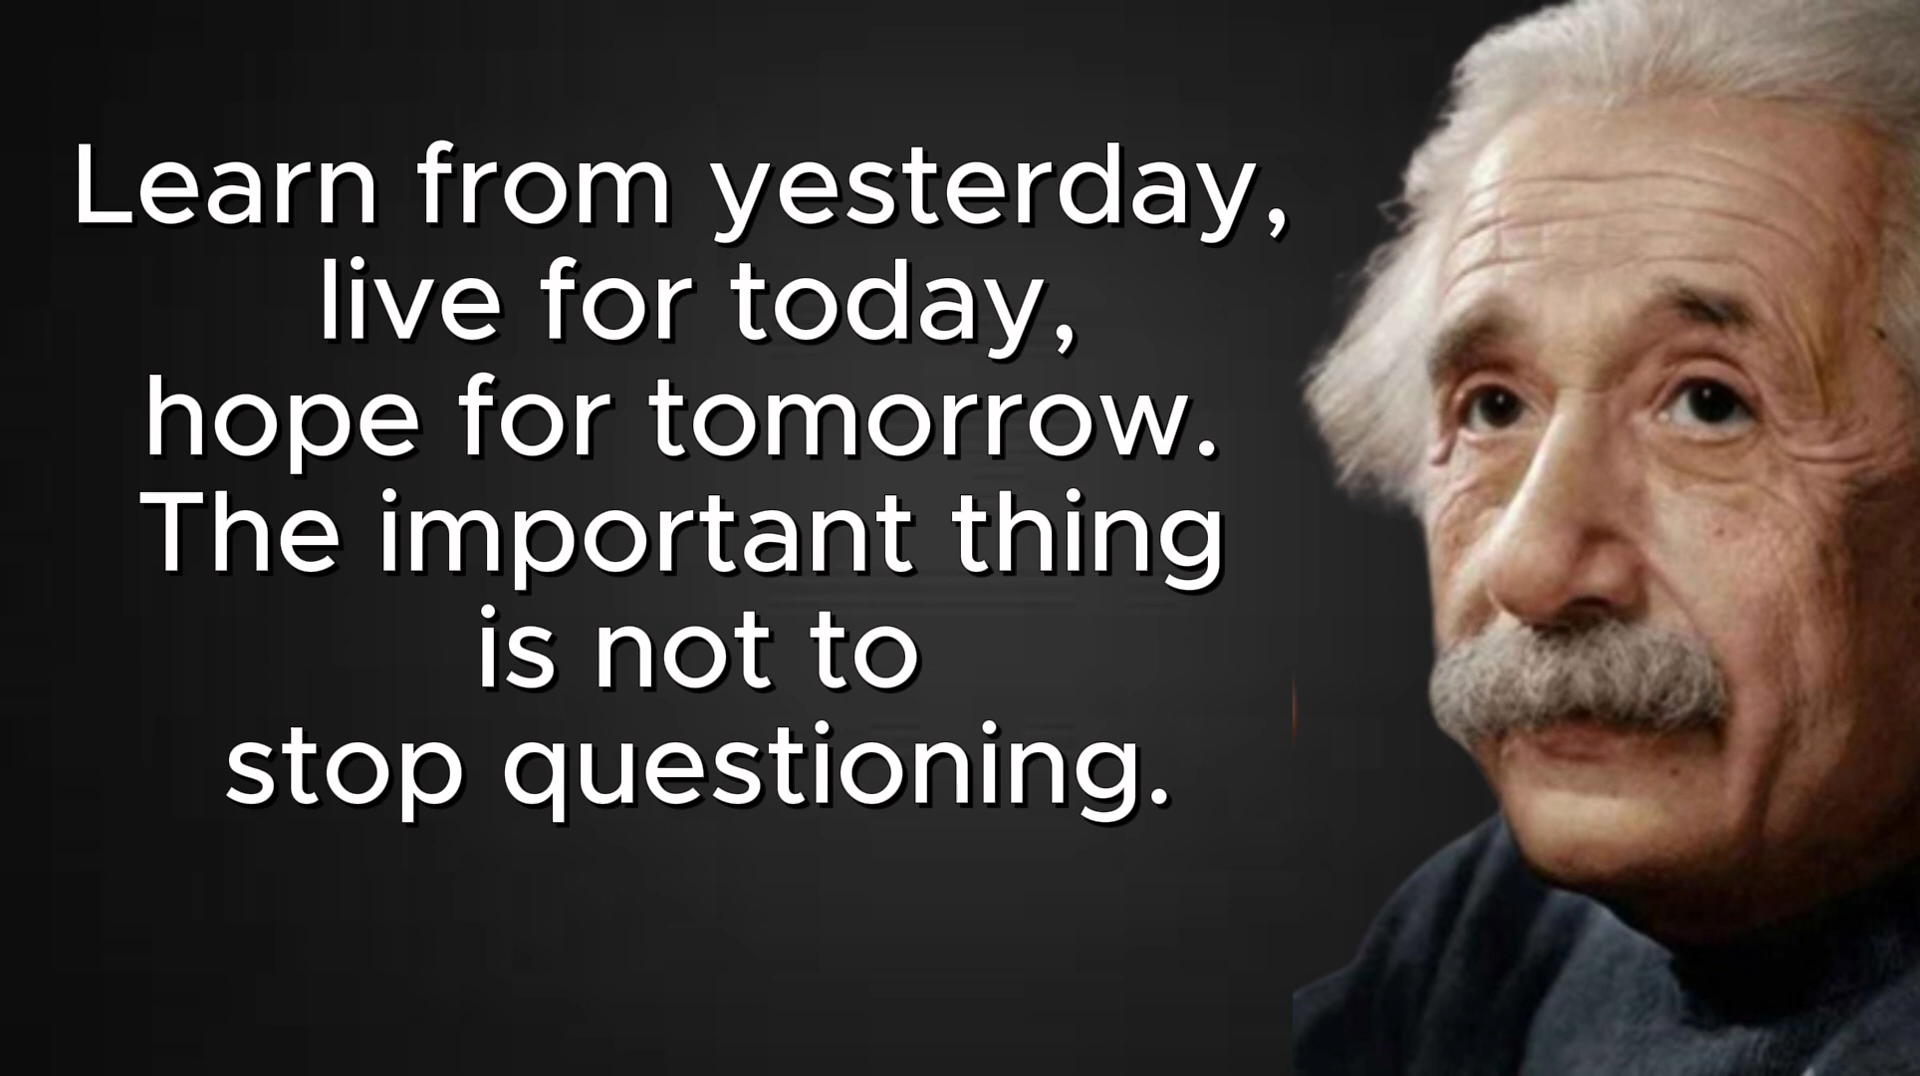 Learn from yesterday,
live for today,
hope for tomorrow.
The important thing
is not to
stop questioning.